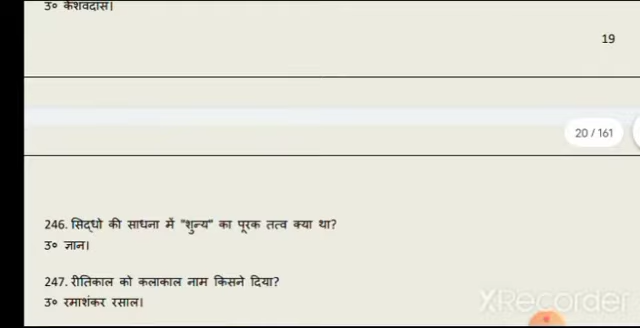 उ० केशवदास।
19
20 / 161
246. सिद्धो की साधना में "शुन्य" का पूरक तत्व क्या था?
उ० ज्ञान।
247. रीतिकाल को कलाकाल नाम किसने दिया?
उ० रमाशंकर रसाल।
XRecorder